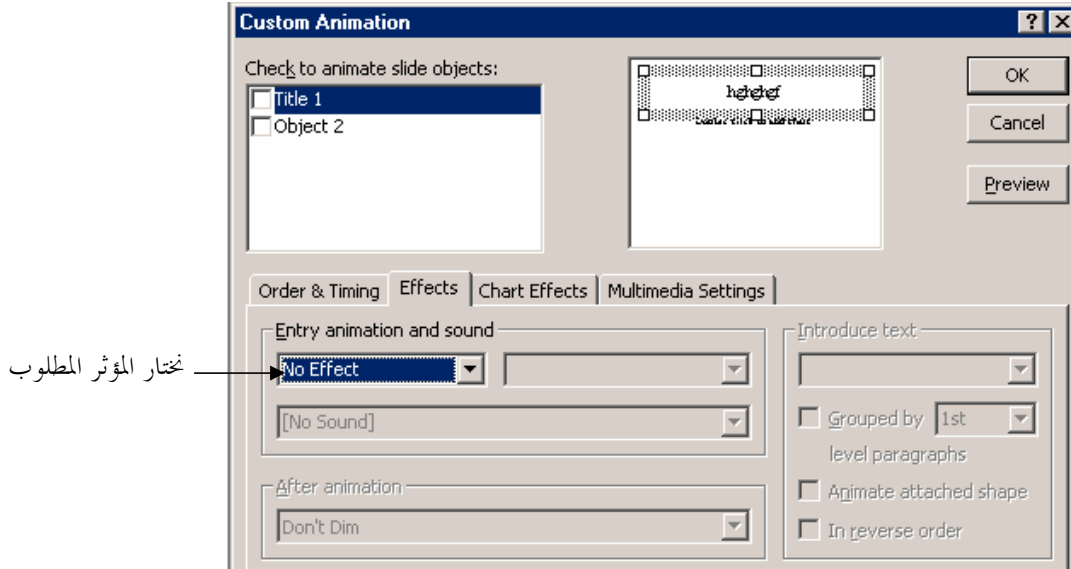 Custom Animation
Check to animate slide objects:
Title 1
Object 2
hghghgf
OK
Cancel
Preview
Order & Timing
Effects
Chart Effects
Multimedia Settings
Entry animation and sound
No Effect
[No Sound]
After animation
Don't Dim
Introduce text
Grouped by 1st
level paragraphs
Animate attached shape
In reverse order
نختار المؤثر المطلوب